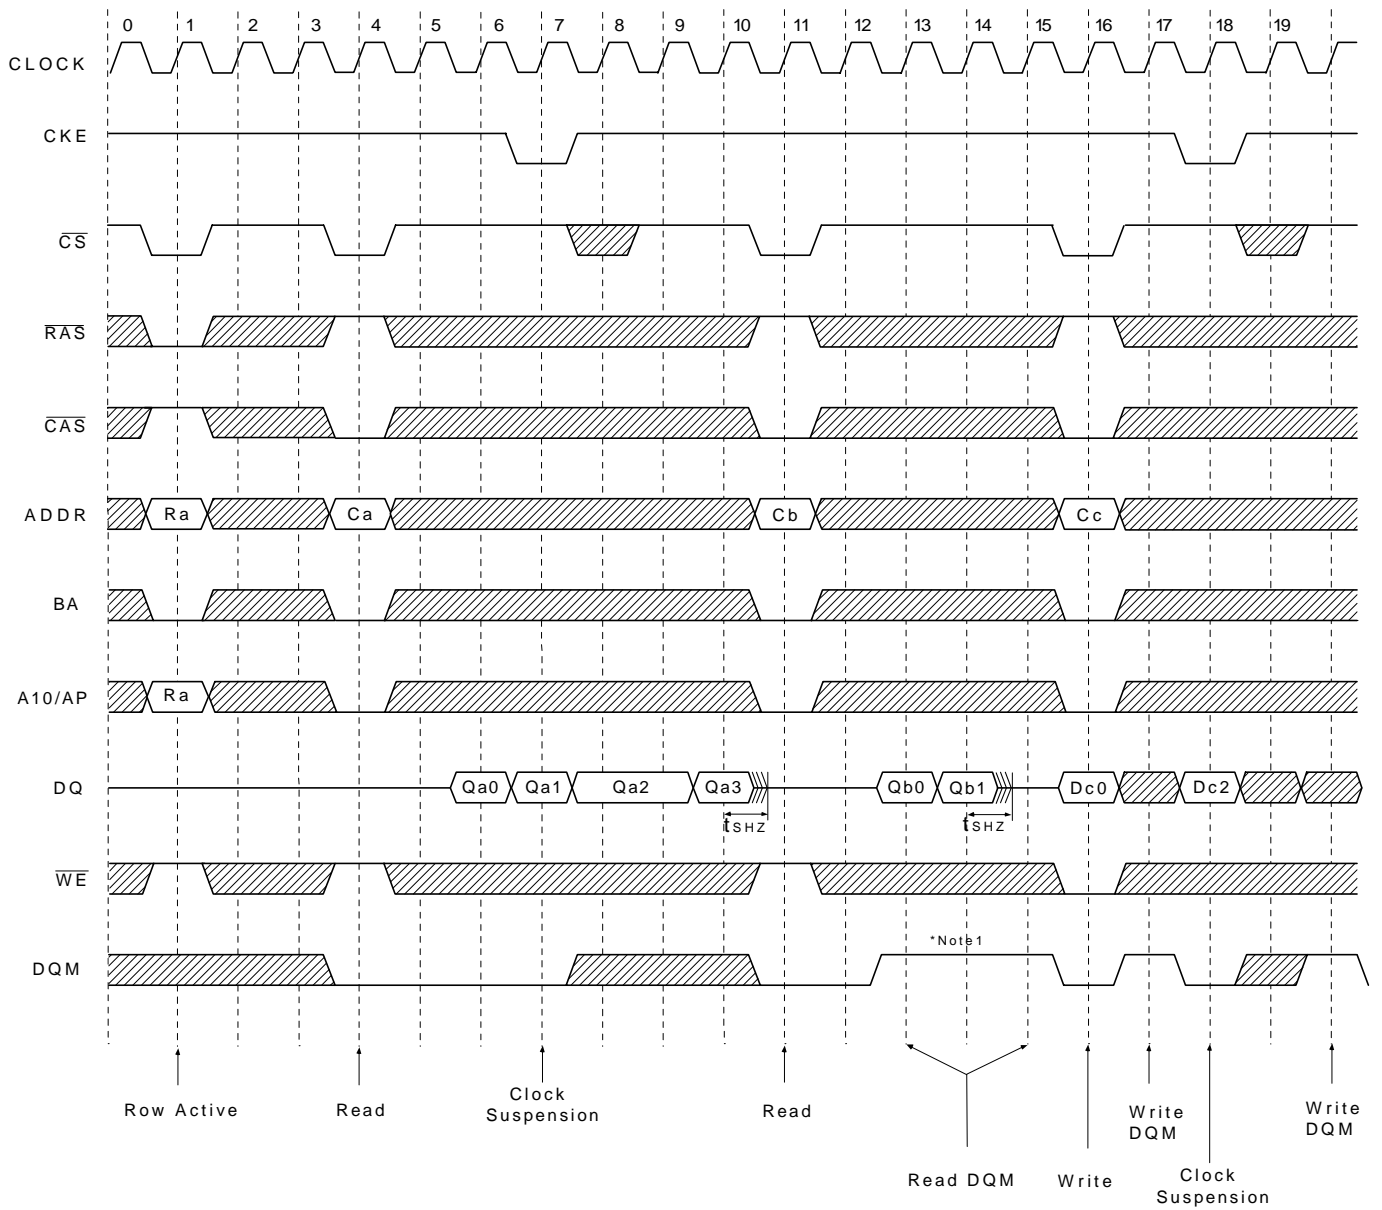 0 1 2 3 4 5 6 7 8 9 10 11 12 13 14 15 16 17 18 19
CLOCK
CKE
CS
RAS
CAS
ADDR Ra Ca Cb Cc
BA
A10/AP Ra
DQ Qa0 Qa1 Qa2 Qa3 Qb0 Qb1 Dc0 Dc2
tSHZ tSHZ
WE
*Note1
DQM
Row Active
Read
Clock
Suspension
Read
Read DQM
Write
Write
DQM
Clock
Suspension
Write
DQM